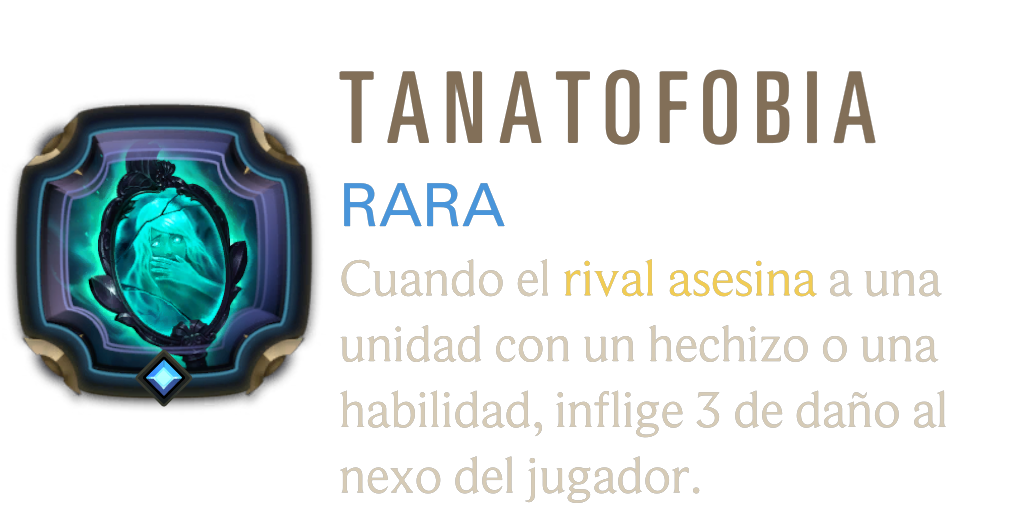 TANATOFOBIA
RARA
Cuando el rival asesina a una
unidad con un hechizo o una
habilidad, inflige 3 de daño al
nexo del jugador.